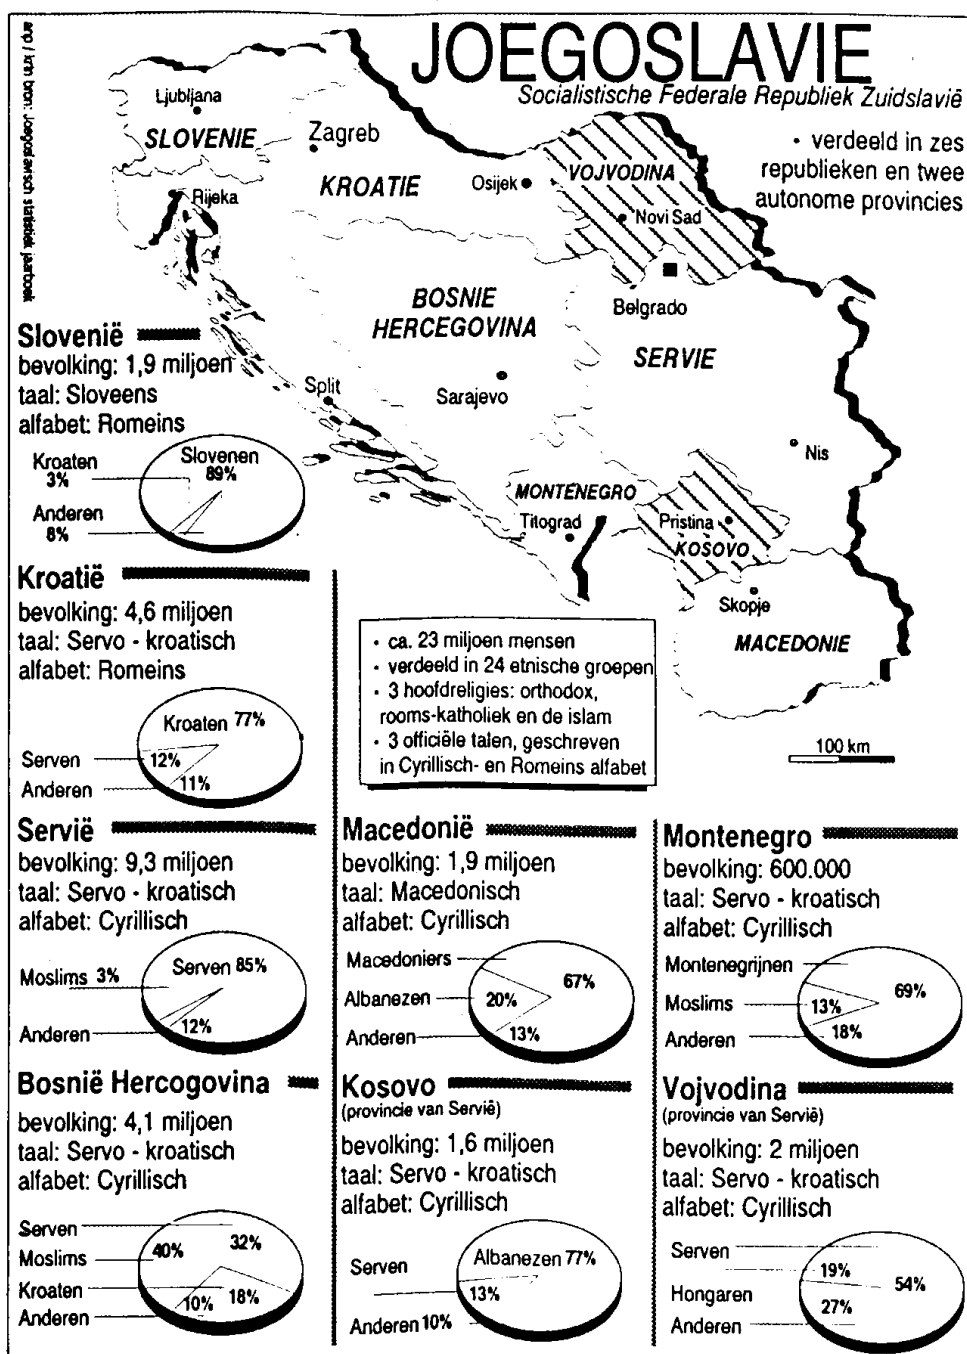 JOEGOSLAVIE
Socialistische Federale Republiek Zuidslavië
• verdeeld in zes
republieken en twee
autonome provincies
anp / krth bron: Joegoslavisch statistiek jaarboek
Ljubljana
SLOVENIE
Zagreb
KROATIE
Rijeka
Osijek
VOJVODINA
Novi Sad
Belgrado
BOSNIE
HERCEGOVINA
SERVIE
Split
Sarajevo
Nis
MONTENEGRO
Titograd
Pristina
KOSOVO
Skopje
MACEDONIE
100 km
Slovenië
bevolking: 1,9 miljoen
taal: Sloveens
alfabet: Romeins
Slovenen
89%
Kroaten
3%
Anderen
8%
Kroatië
bevolking: 4,6 miljoen
taal: Servo - kroatisch
alfabet: Romeins
Kroaten 77%
Serven
12%
Anderen
11%
• ca. 23 miljoen mensen
• verdeeld in 24 etnische groepen
• 3 hoofdreligies: orthodox,
rooms-katholiek en de islam
• 3 officiële talen, geschreven
in Cyrillisch- en Romeins alfabet
Servië
bevolking: 9,3 miljoen
taal: Servo - kroatisch
alfabet: Cyrillisch
Serven 85%
Moslims 3%
Anderen
12%
Macedonië
bevolking: 1,9 miljoen
taal: Macedonisch
alfabet: Cyrillisch
Macedoniers
67%
Albanezen
20%
Anderen
13%
Montenegro
bevolking: 600.000
taal: Servo - kroatisch
alfabet: Cyrillisch
Montenegrijnen
69%
Moslims
13%
Anderen
18%
Bosnië Hercogovina
bevolking: 4,1 miljoen
taal: Servo - kroatisch
alfabet: Cyrillisch
Serven
32%
Moslims
40%
Kroaten
18%
Anderen
10%
Kosovo
(provincie van Servië)
bevolking: 1,6 miljoen
taal: Servo - kroatisch
alfabet: Cyrillisch
Albanezen 77%
Serven
13%
Anderen 10%
Vojvodina
(provincie van Servië)
bevolking: 2 miljoen
taal: Servo - kroatisch
alfabet: Cyrillisch
Serven
54%
19%
Hongaren
27%
Anderen